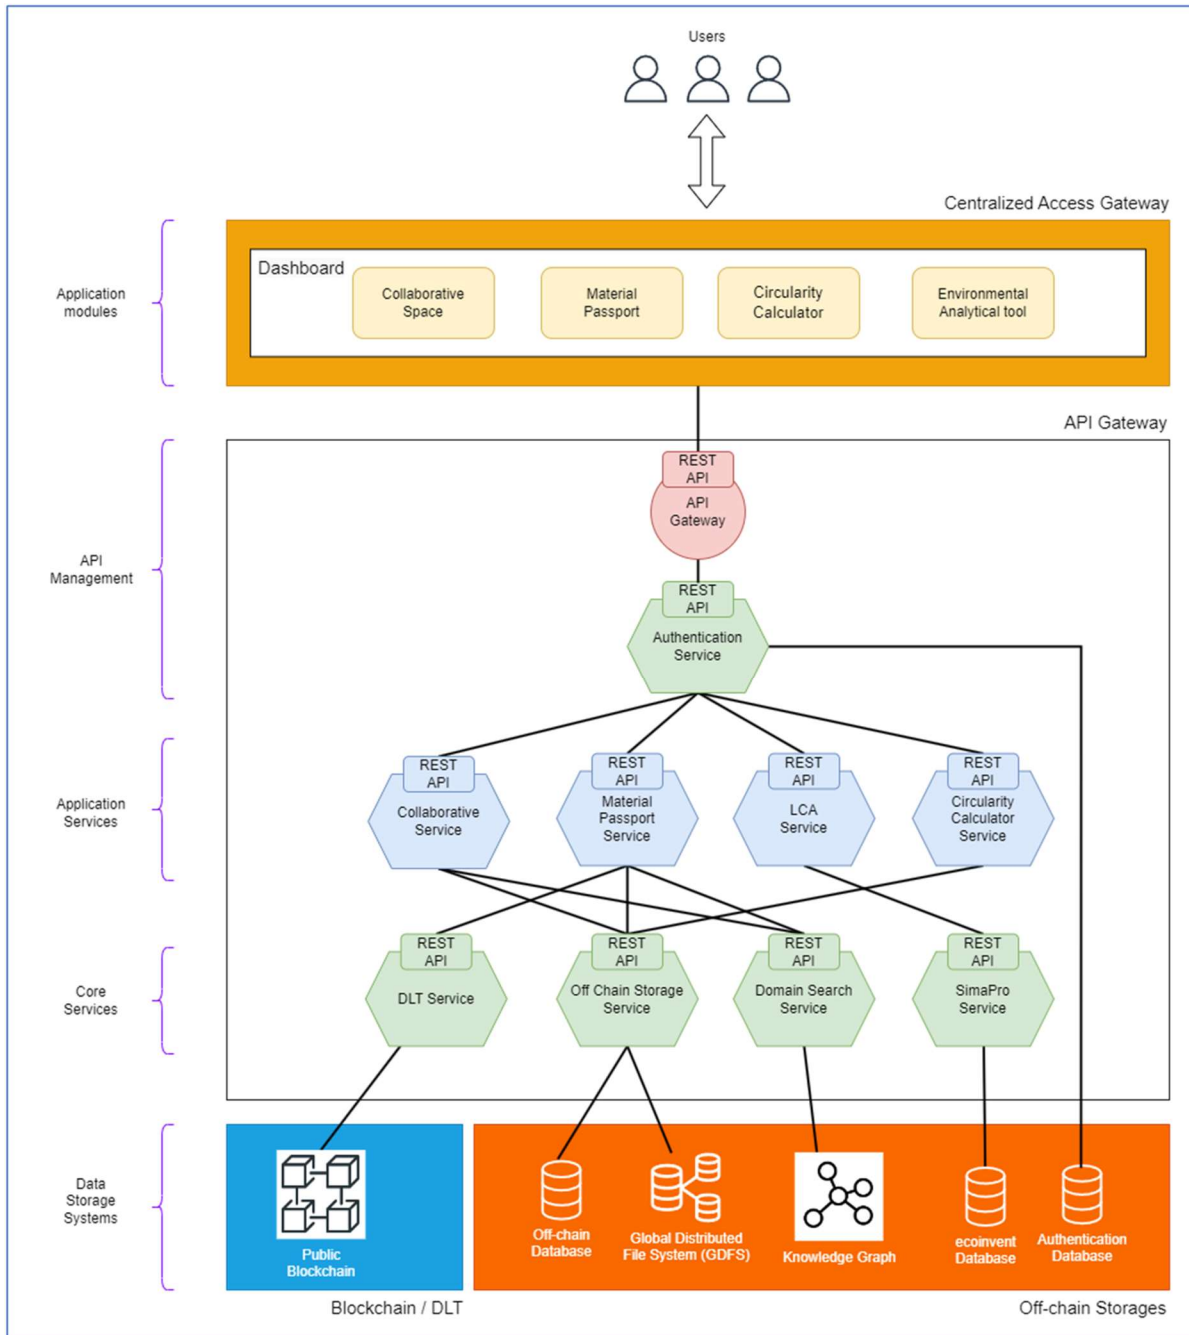 Users
Centralized Access Gateway
Application
modules
Dashboard
Collaborative
Space
Material
Passport
Circularity
Calculator
Environmental
Analytical tool
API Gateway
API
Management
REST
API
API
Gateway
REST
API
Authentication
Service
Application
Services
REST
API
Collaborative
Service
REST
API
Material
Passport
Service
REST
API
LCA
Service
REST
API
Circularity
Calculator
Service
Core
Services
REST
API
DLT Service
REST
API
Off Chain Storage
Service
REST
API
Domain Search
Service
REST
API
SimaPro
Service
Data
Storage
Systems
Public
Blockchain
Off-chain
Database
Global Distributed
File System (GDFS)
Knowledge Graph
ecoinvent
Database
Authentication
Database
Blockchain / DLT
Off-chain Storages